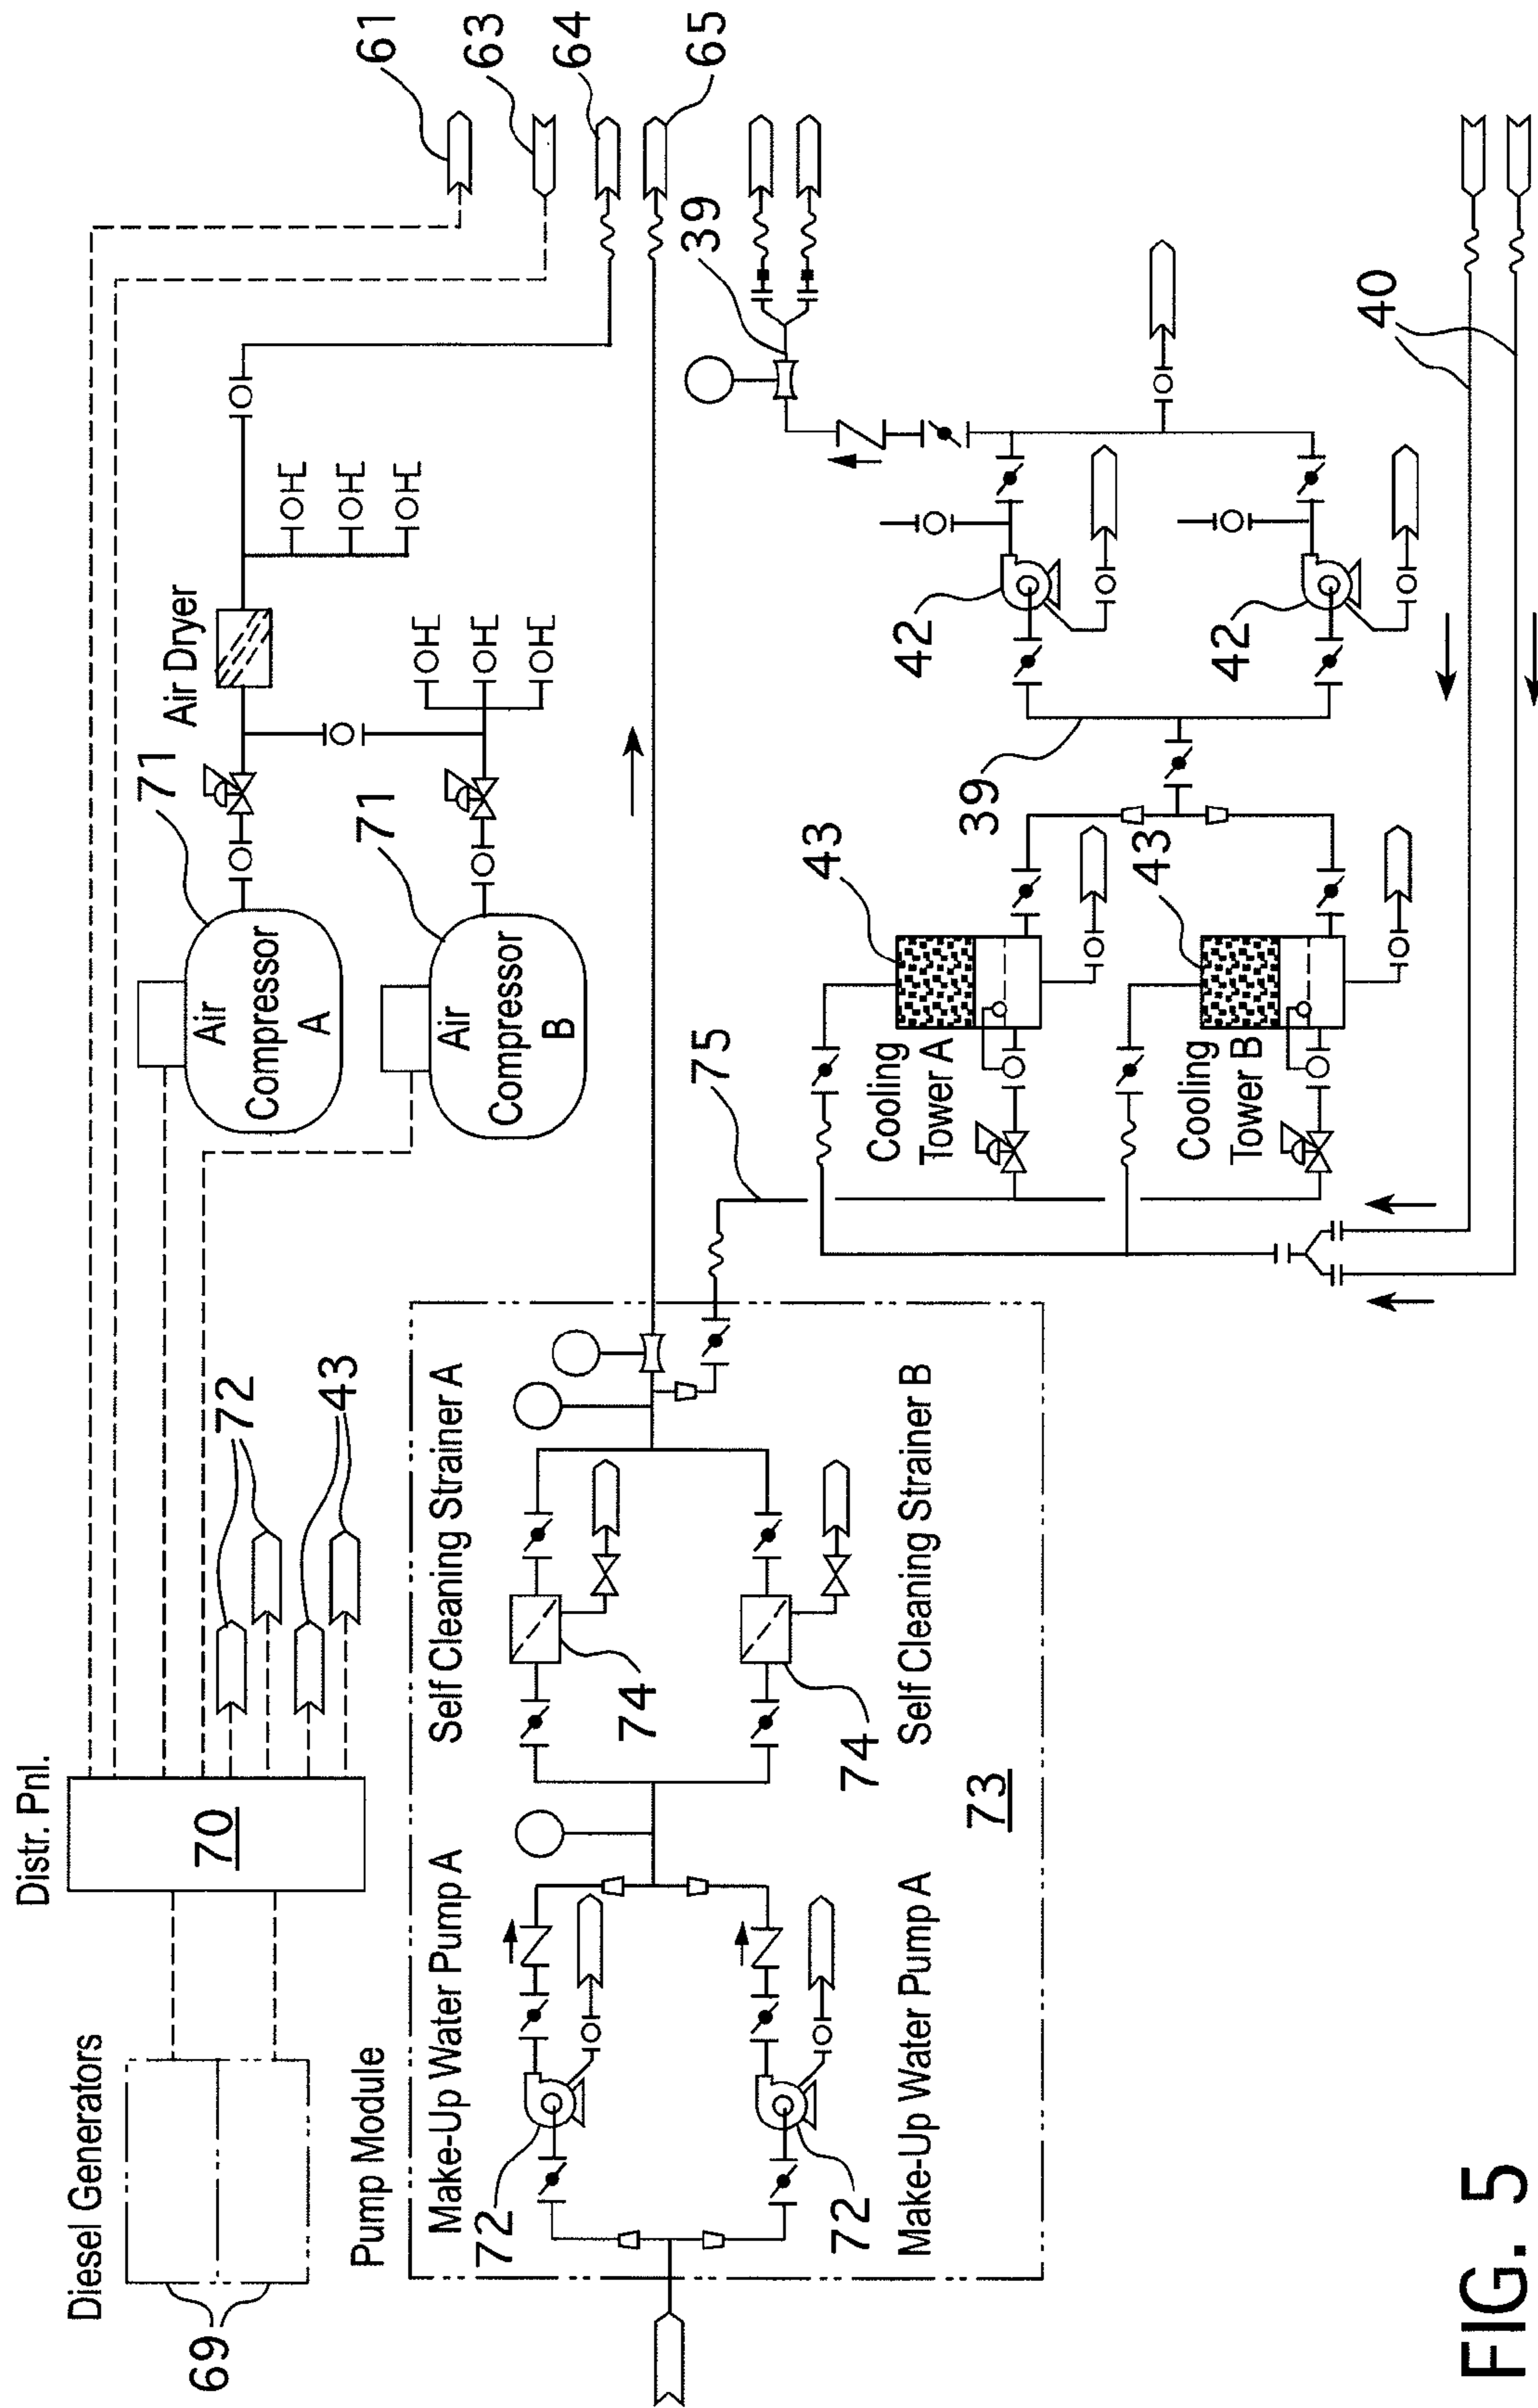 Diesel Generators
69
Distr. Pnl.
70
72
43
61
63
64
65
71
Air
Compressor
A
71
Air
Compressor
B
Air Dryer
Pump Module
Make-Up Water Pump A
72
72
Make-Up Water Pump A
Self Cleaning Strainer A
74
74
Self Cleaning Strainer B
73
75
Cooling
Tower A
43
Cooling
Tower B
43
39
42
42
39
40
FIG. 5